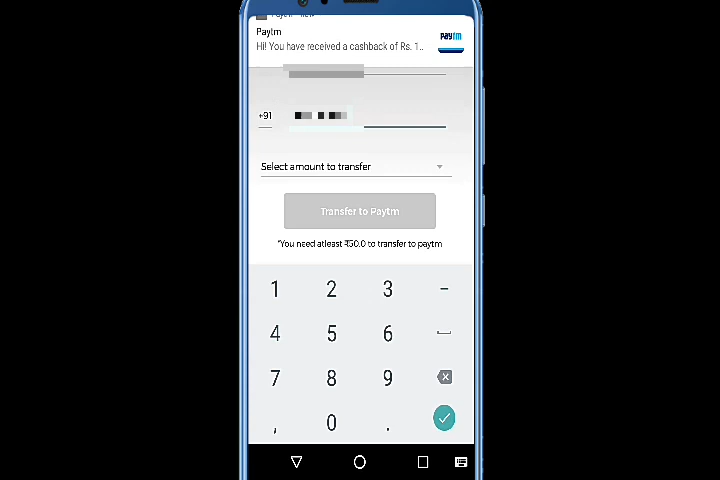 Paytm
Hi! You have received a cashback of Rs. 1..
paytm
+91
Select amount to transfer
Transfer to Paytm
*You need atleast ₹50.0 to transfer to paytm
1 2 3 -
4 5 6
7 8 9
, 0 .